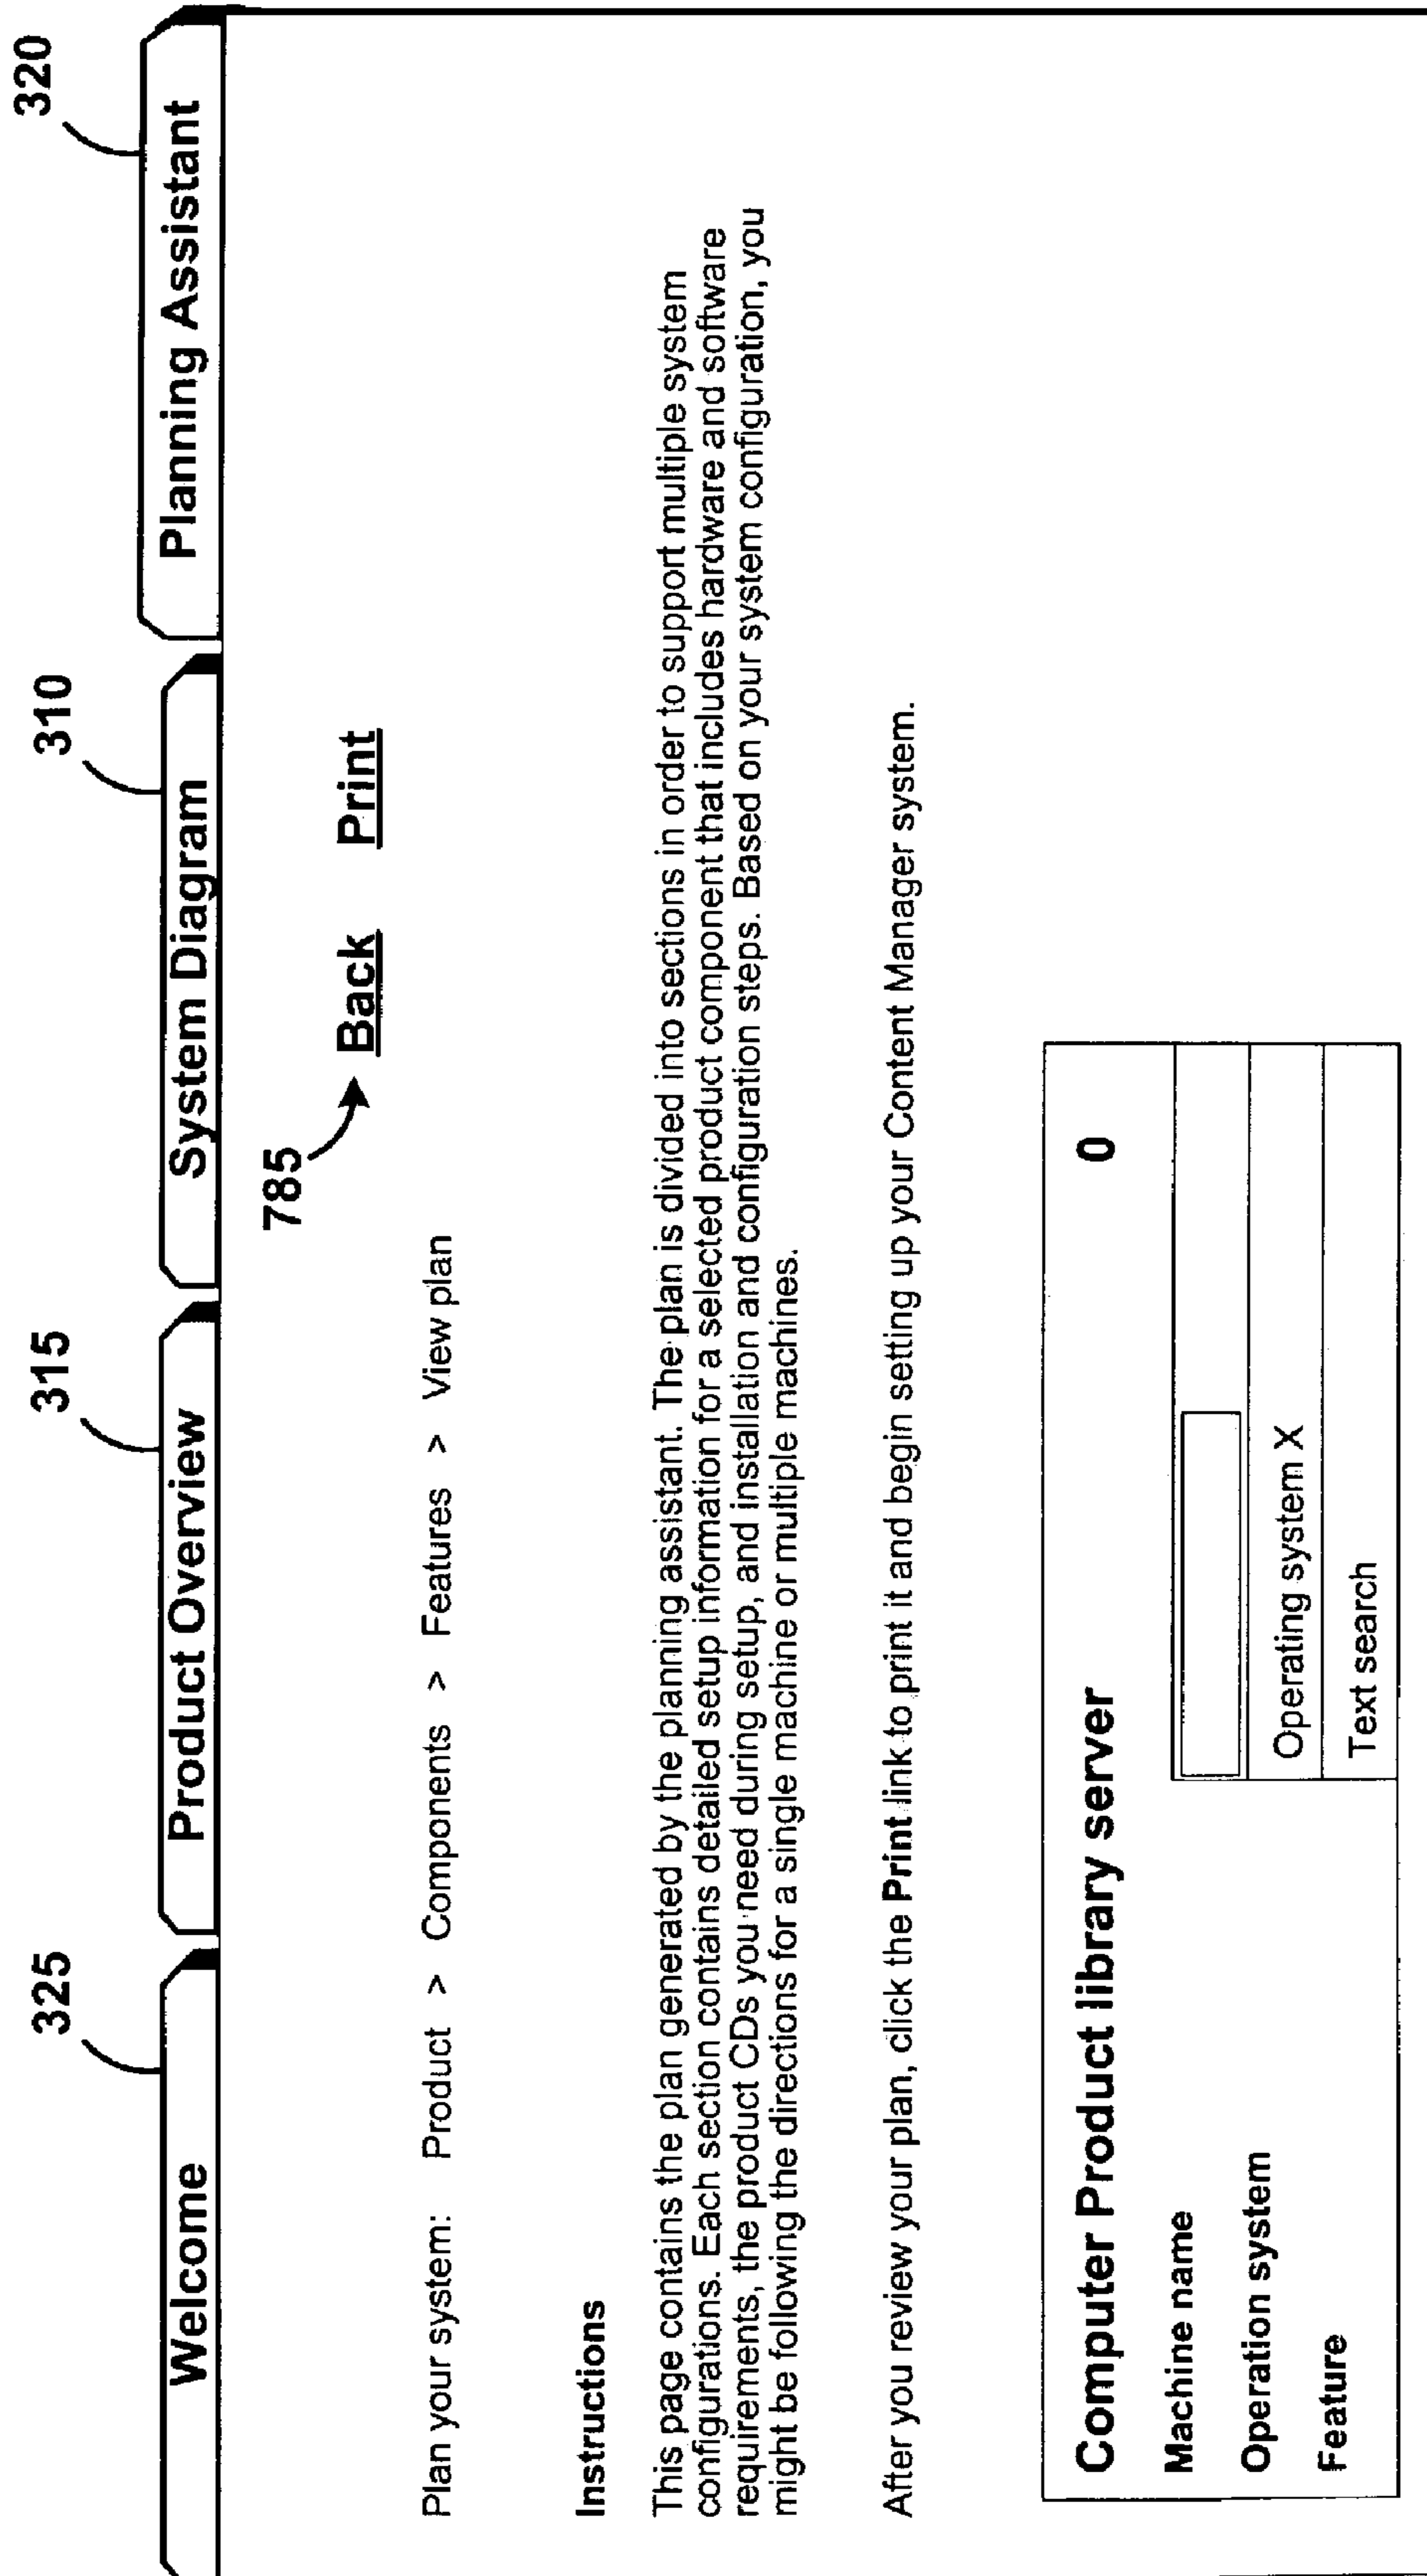 325 315 310 320
Welcome Product Overview System Diagram Planning Assistant
785 Back Print
Plan your system: Product > Components > Features > View plan
Instructions
This page contains the plan generated by the planning assistant. The plan is divided into sections in order to support multiple system
configurations. Each section contains detailed setup information for a selected product component that includes hardware and software
requirements, the product CDs you need during setup, and installation and configuration steps. Based on your system configuration, you
might be following the directions for a single machine or multiple machines.
After you review your plan, click the Print link to print it and begin setting up your Content Manager system.
Computer Product library server 0
Machine name
Operation system Operating system X
Feature Text search